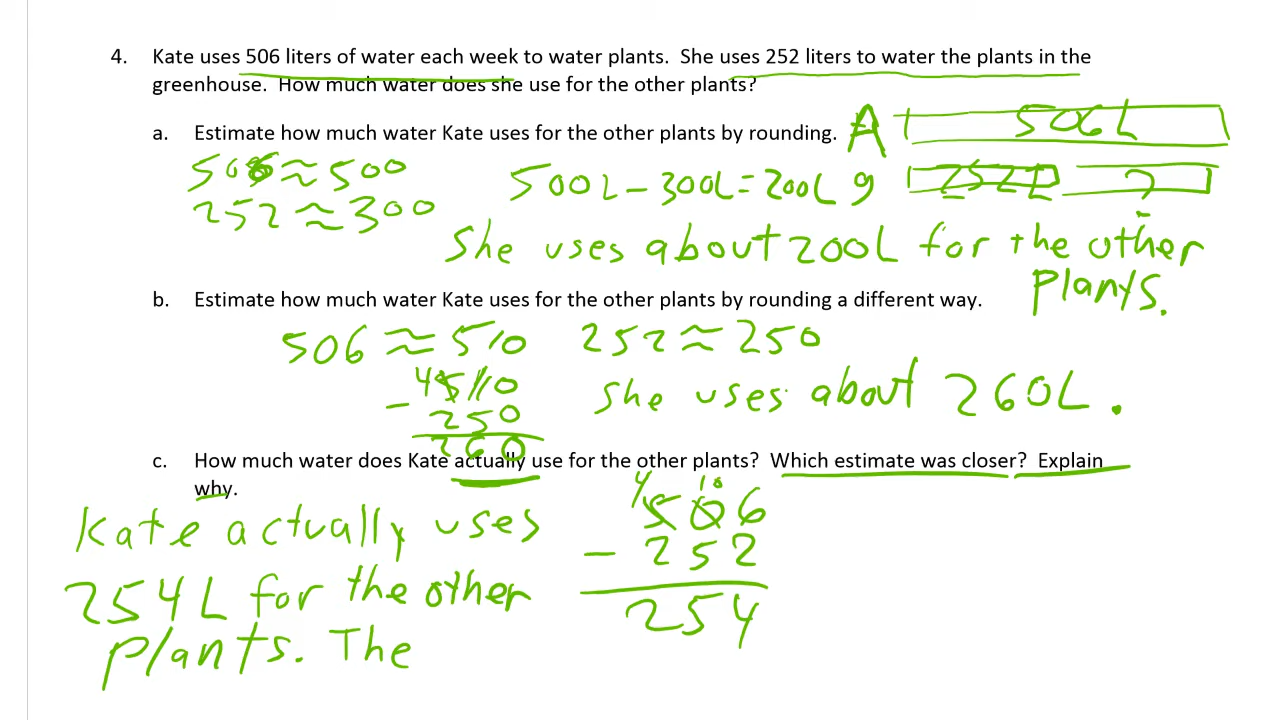 4. Kate uses 506 liters of water each week to water plants. She uses 252 liters to water the plants in the
greenhouse. How much water does she use for the other plants?
a. Estimate how much water Kate uses for the other plants by rounding.
A 506L
506 ≈ 500
500L - 300L = 200L
252L ?
252 ≈ 300
She uses about 200L for the other
plants.
b. Estimate how much water Kate uses for the other plants by rounding a different way.
506 ≈ 510 252 ≈ 250
4 5 11 0
- 250
260
She uses about 260L.
c. How much water does Kate actually use for the other plants? Which estimate was closer? Explain
why.
4 10
506
- 252
254
Kate actually uses
254L for the other
plants. The